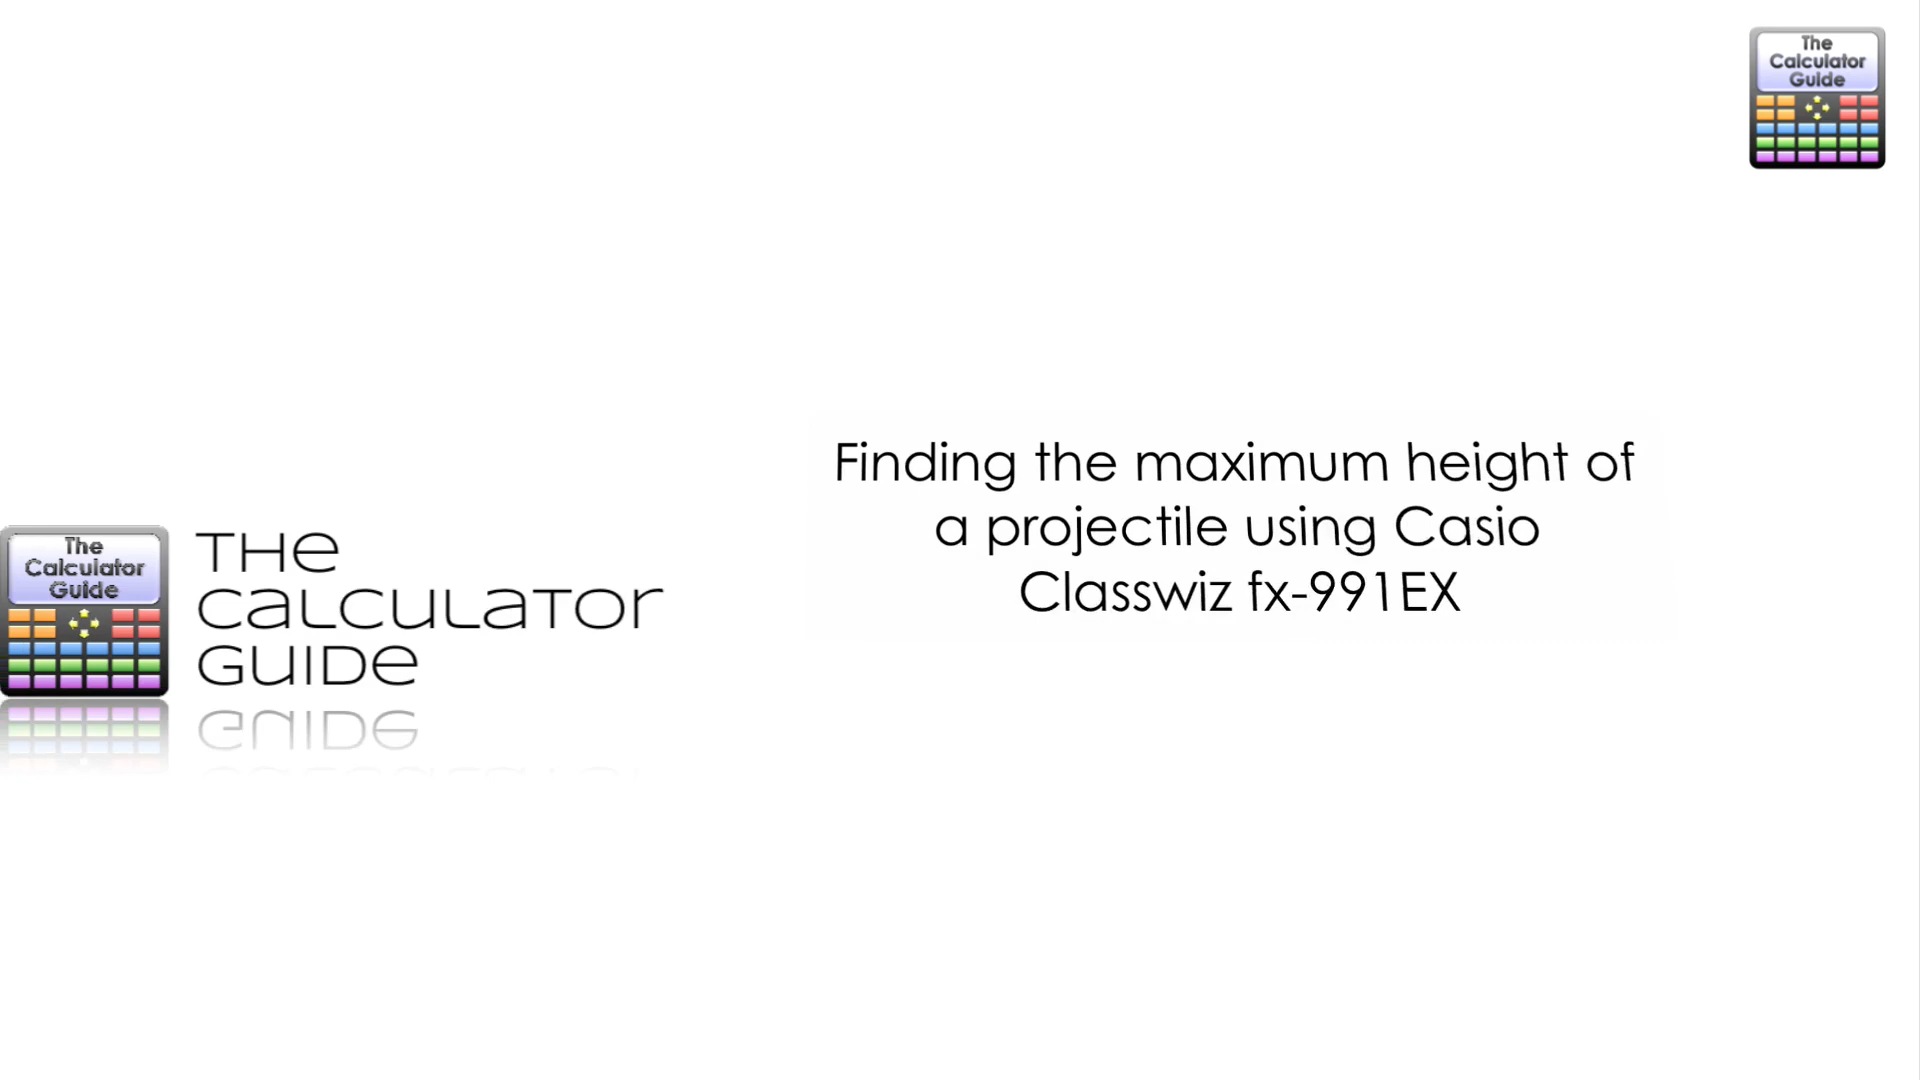 The
Calculator
Guide
Finding the maximum height of
a projectile using Casio
Classwiz fx-991EX
The
Calculator
Guide
THe
CaLCULaTOr
GUIDe